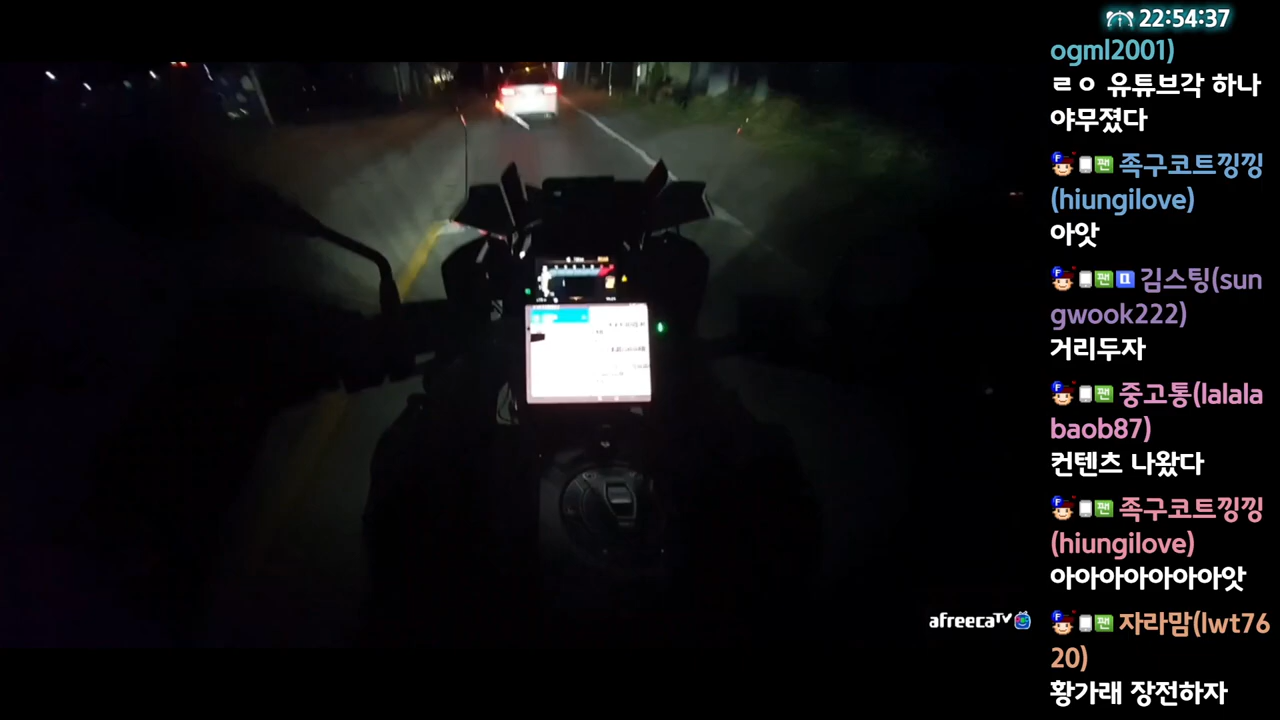 22:54:37
ogml2001)
ㄹㅇ 유튜브각 하나
야무졌다
족구코트낑낑
(hiungilove)
아앗
김스팅(sun
gwook222)
거리두자
중고통(lalala
baob87)
컨텐츠 나왔다
족구코트낑낑
(hiungilove)
아아아아아아아앗
자라맘(lwt76
20)
황가래 장전하자
afreecaTV